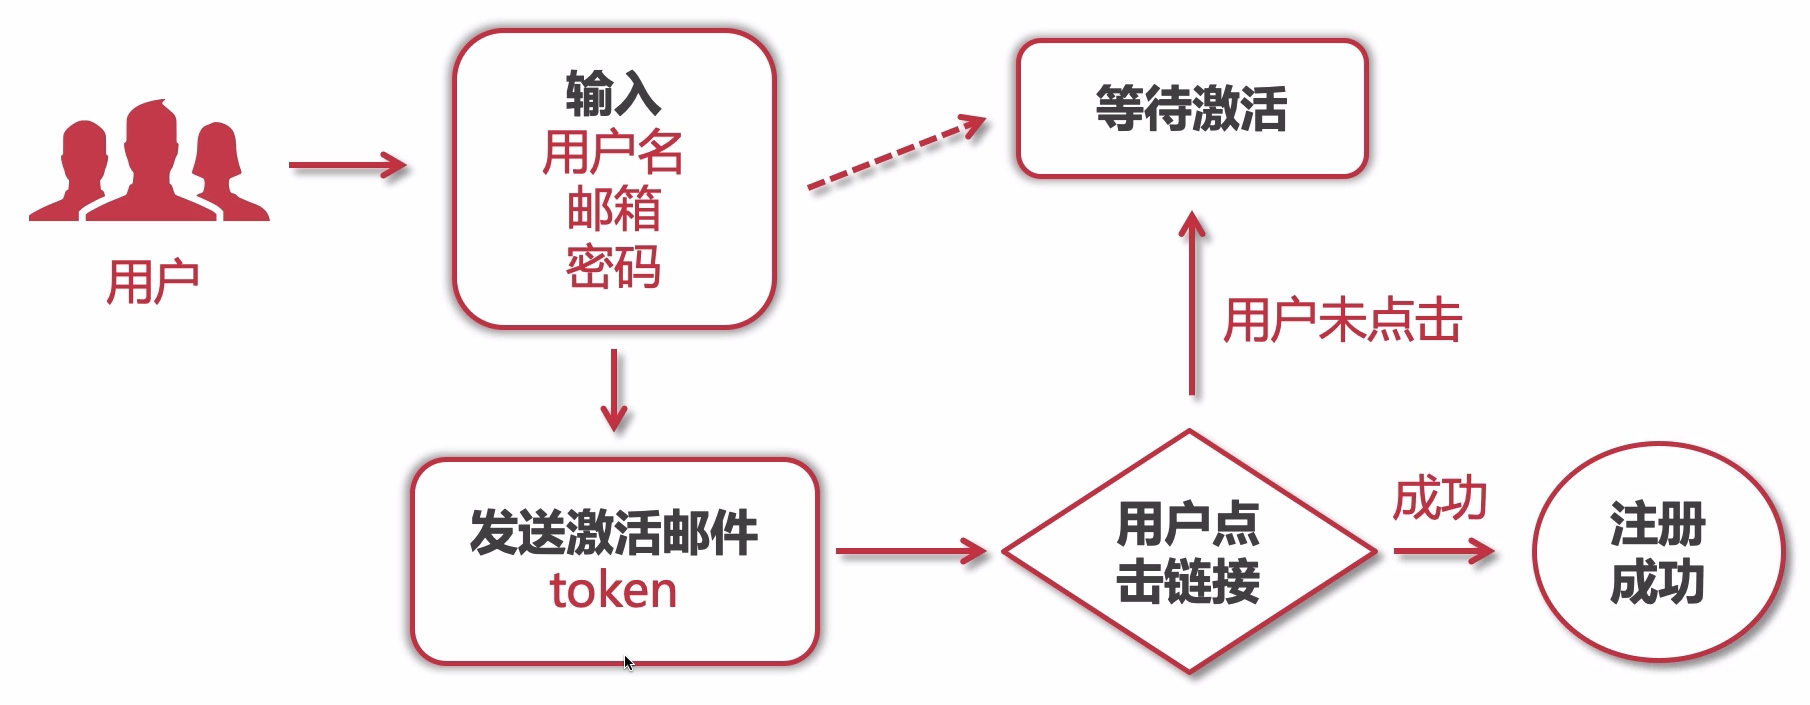 用户
输入
用户名
邮箱
密码
等待激活
用户未点击
发送激活邮件
token
用户点
击链接
成功
注册
成功